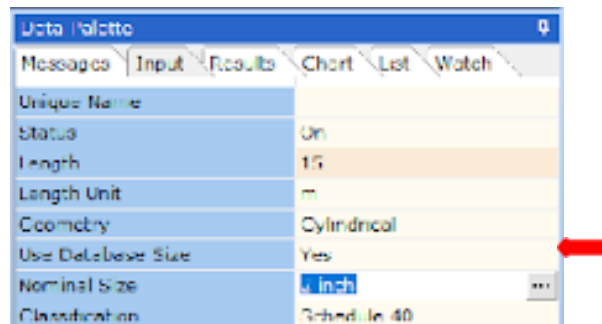 Data Palette
Messages Input Results Chart List Watch
Unique Name
Status On
Length 15
Length Unit m
Geometry Cylindrical
Use Database Size Yes
Nominal Size inch ...
Classification Schedule 40